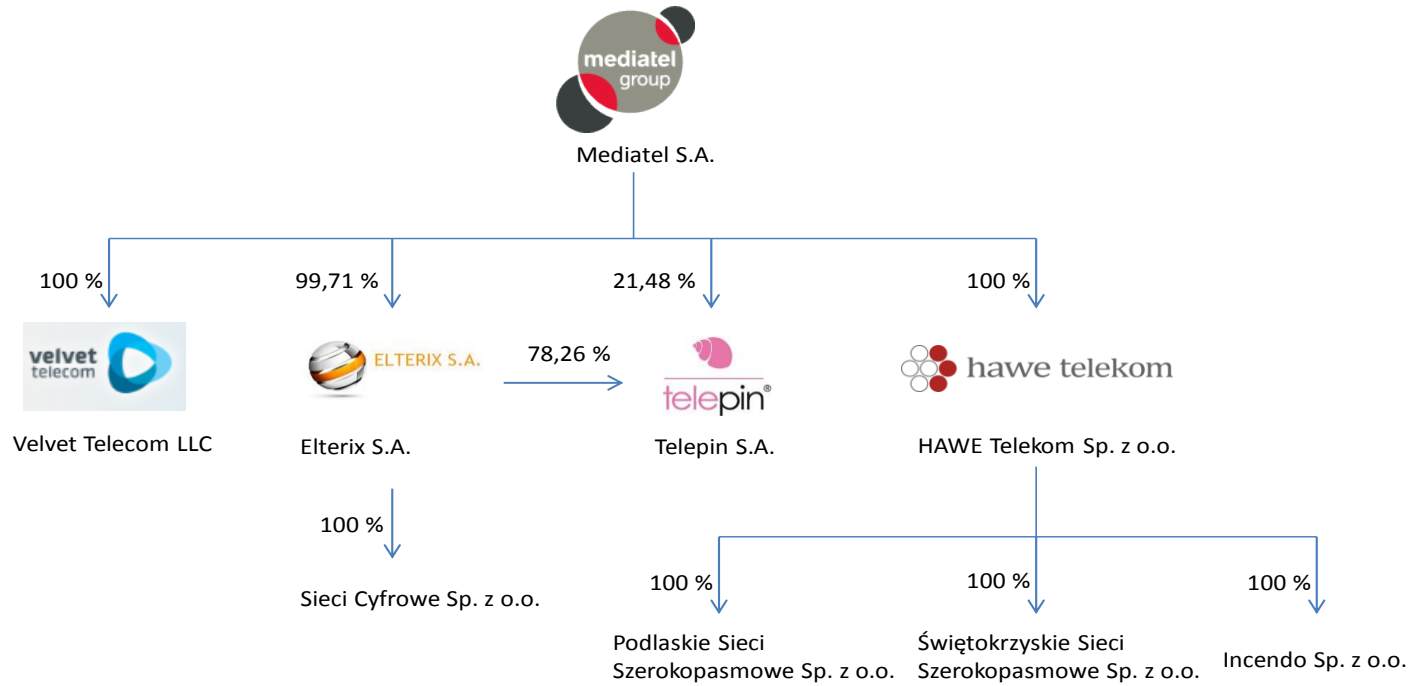 mediatel
group
Mediatel S.A.
100 %
99,71 %
21,48 %
100 %
velvet
telecom
ELTERIX S.A.
78,26 %
telepin®
hawe telekom
Velvet Telecom LLC
Elterix S.A.
Telepin S.A.
HAWE Telekom Sp. z o.o.
100 %
Sieci Cyfrowe Sp. z o.o.
100 %
100 %
100 %
Podlaskie Sieci
Szerokopasmowe Sp. z o.o.
Świętokrzyskie Sieci
Szerokopasmowe Sp. z o.o.
Incendo Sp. z o.o.